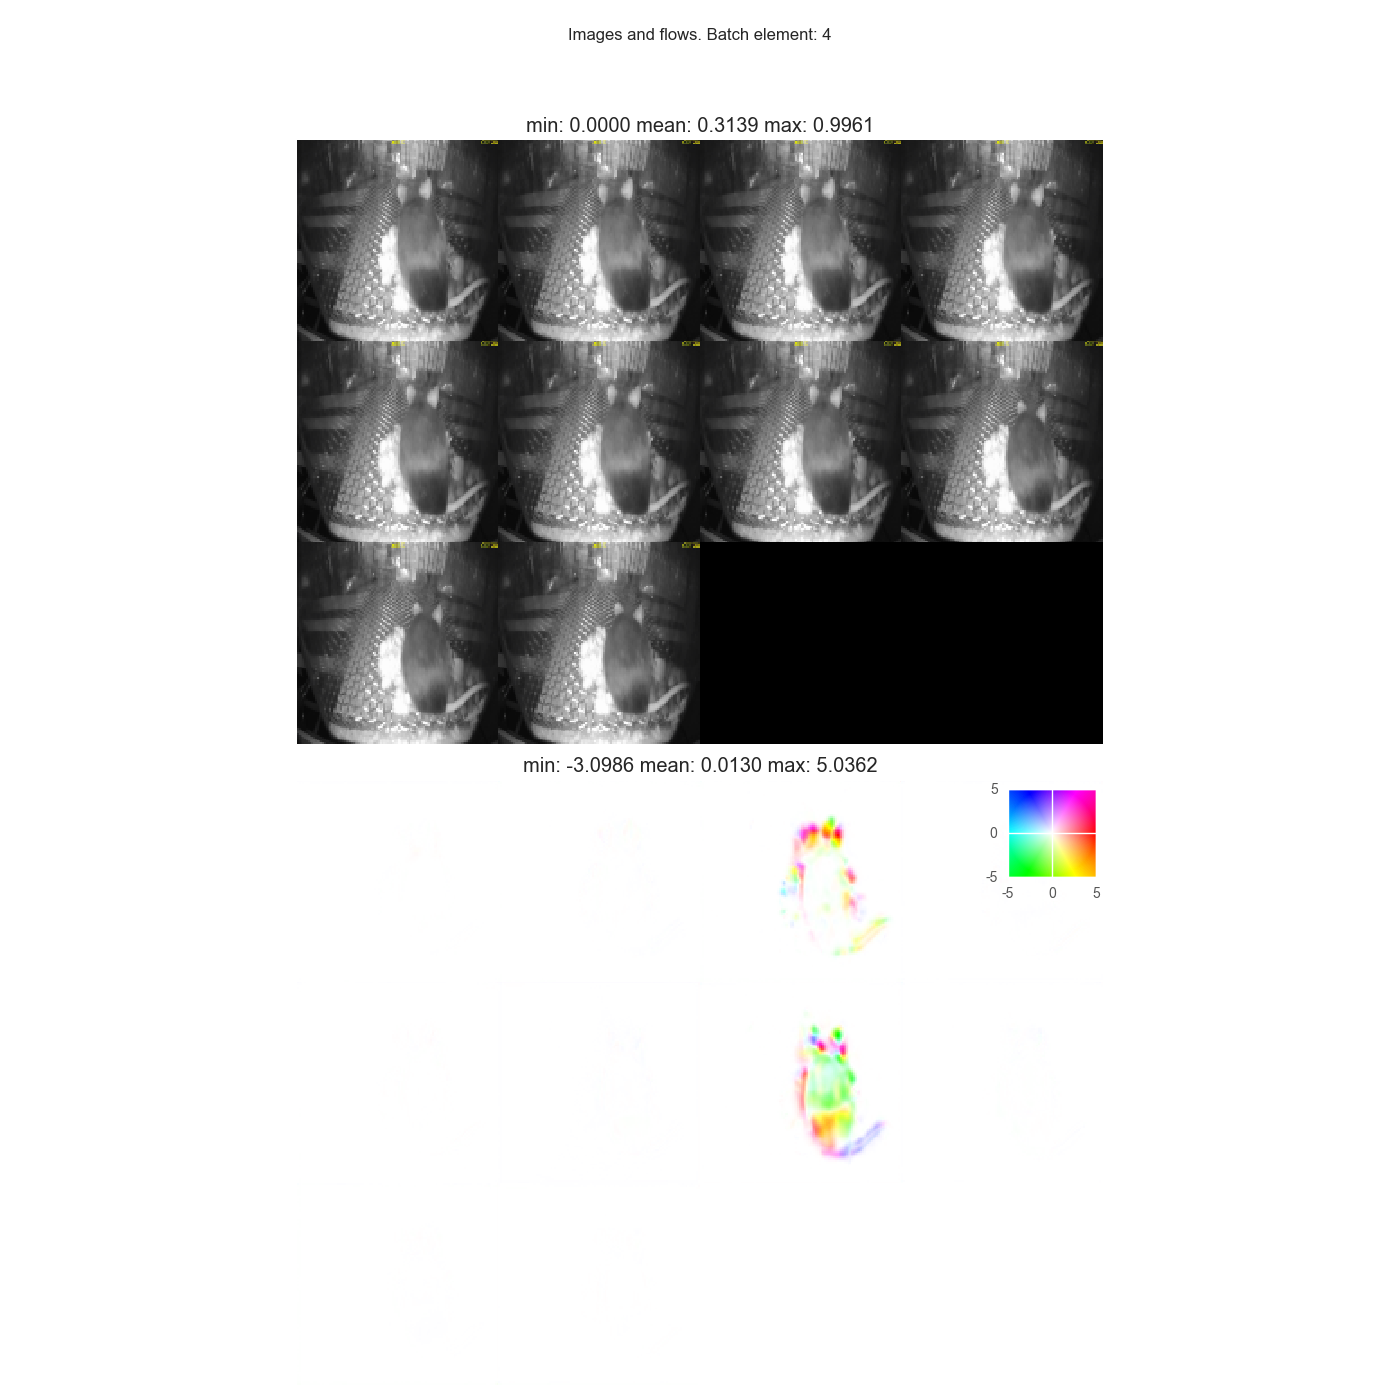 Images and flows. Batch element: 4
min: 0.0000 mean: 0.3139 max: 0.9961
min: -3.0986 mean: 0.0130 max: 5.0362
5
0
-5
-5 0 5